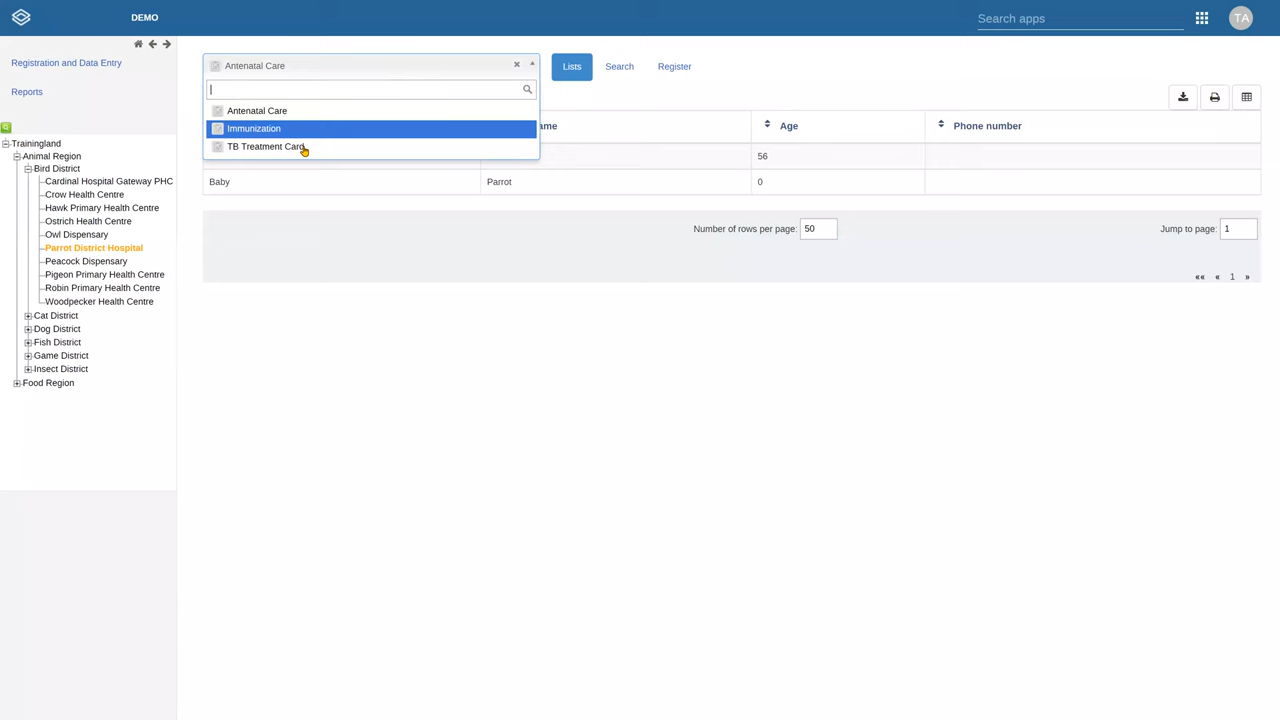 DEMO
Search apps
TA
Registration and Data Entry
Reports
Trainingland
Animal Region
Bird District
Cardinal Hospital Gateway PHC
Crow Health Centre
Hawk Primary Health Centre
Ostrich Health Centre
Owl Dispensary
Parrot District Hospital
Peacock Dispensary
Pigeon Primary Health Centre
Robin Primary Health Centre
Woodpecker Health Centre
Cat District
Dog District
Fish District
Game District
Insect District
Food Region
Antenatal Care
Antenatal Care
Immunization
TB Treatment Card
Lists Search Register
Age Phone number
56
Baby Parrot 0
Number of rows per page: 50 Jump to page: 1
«« « 1 »